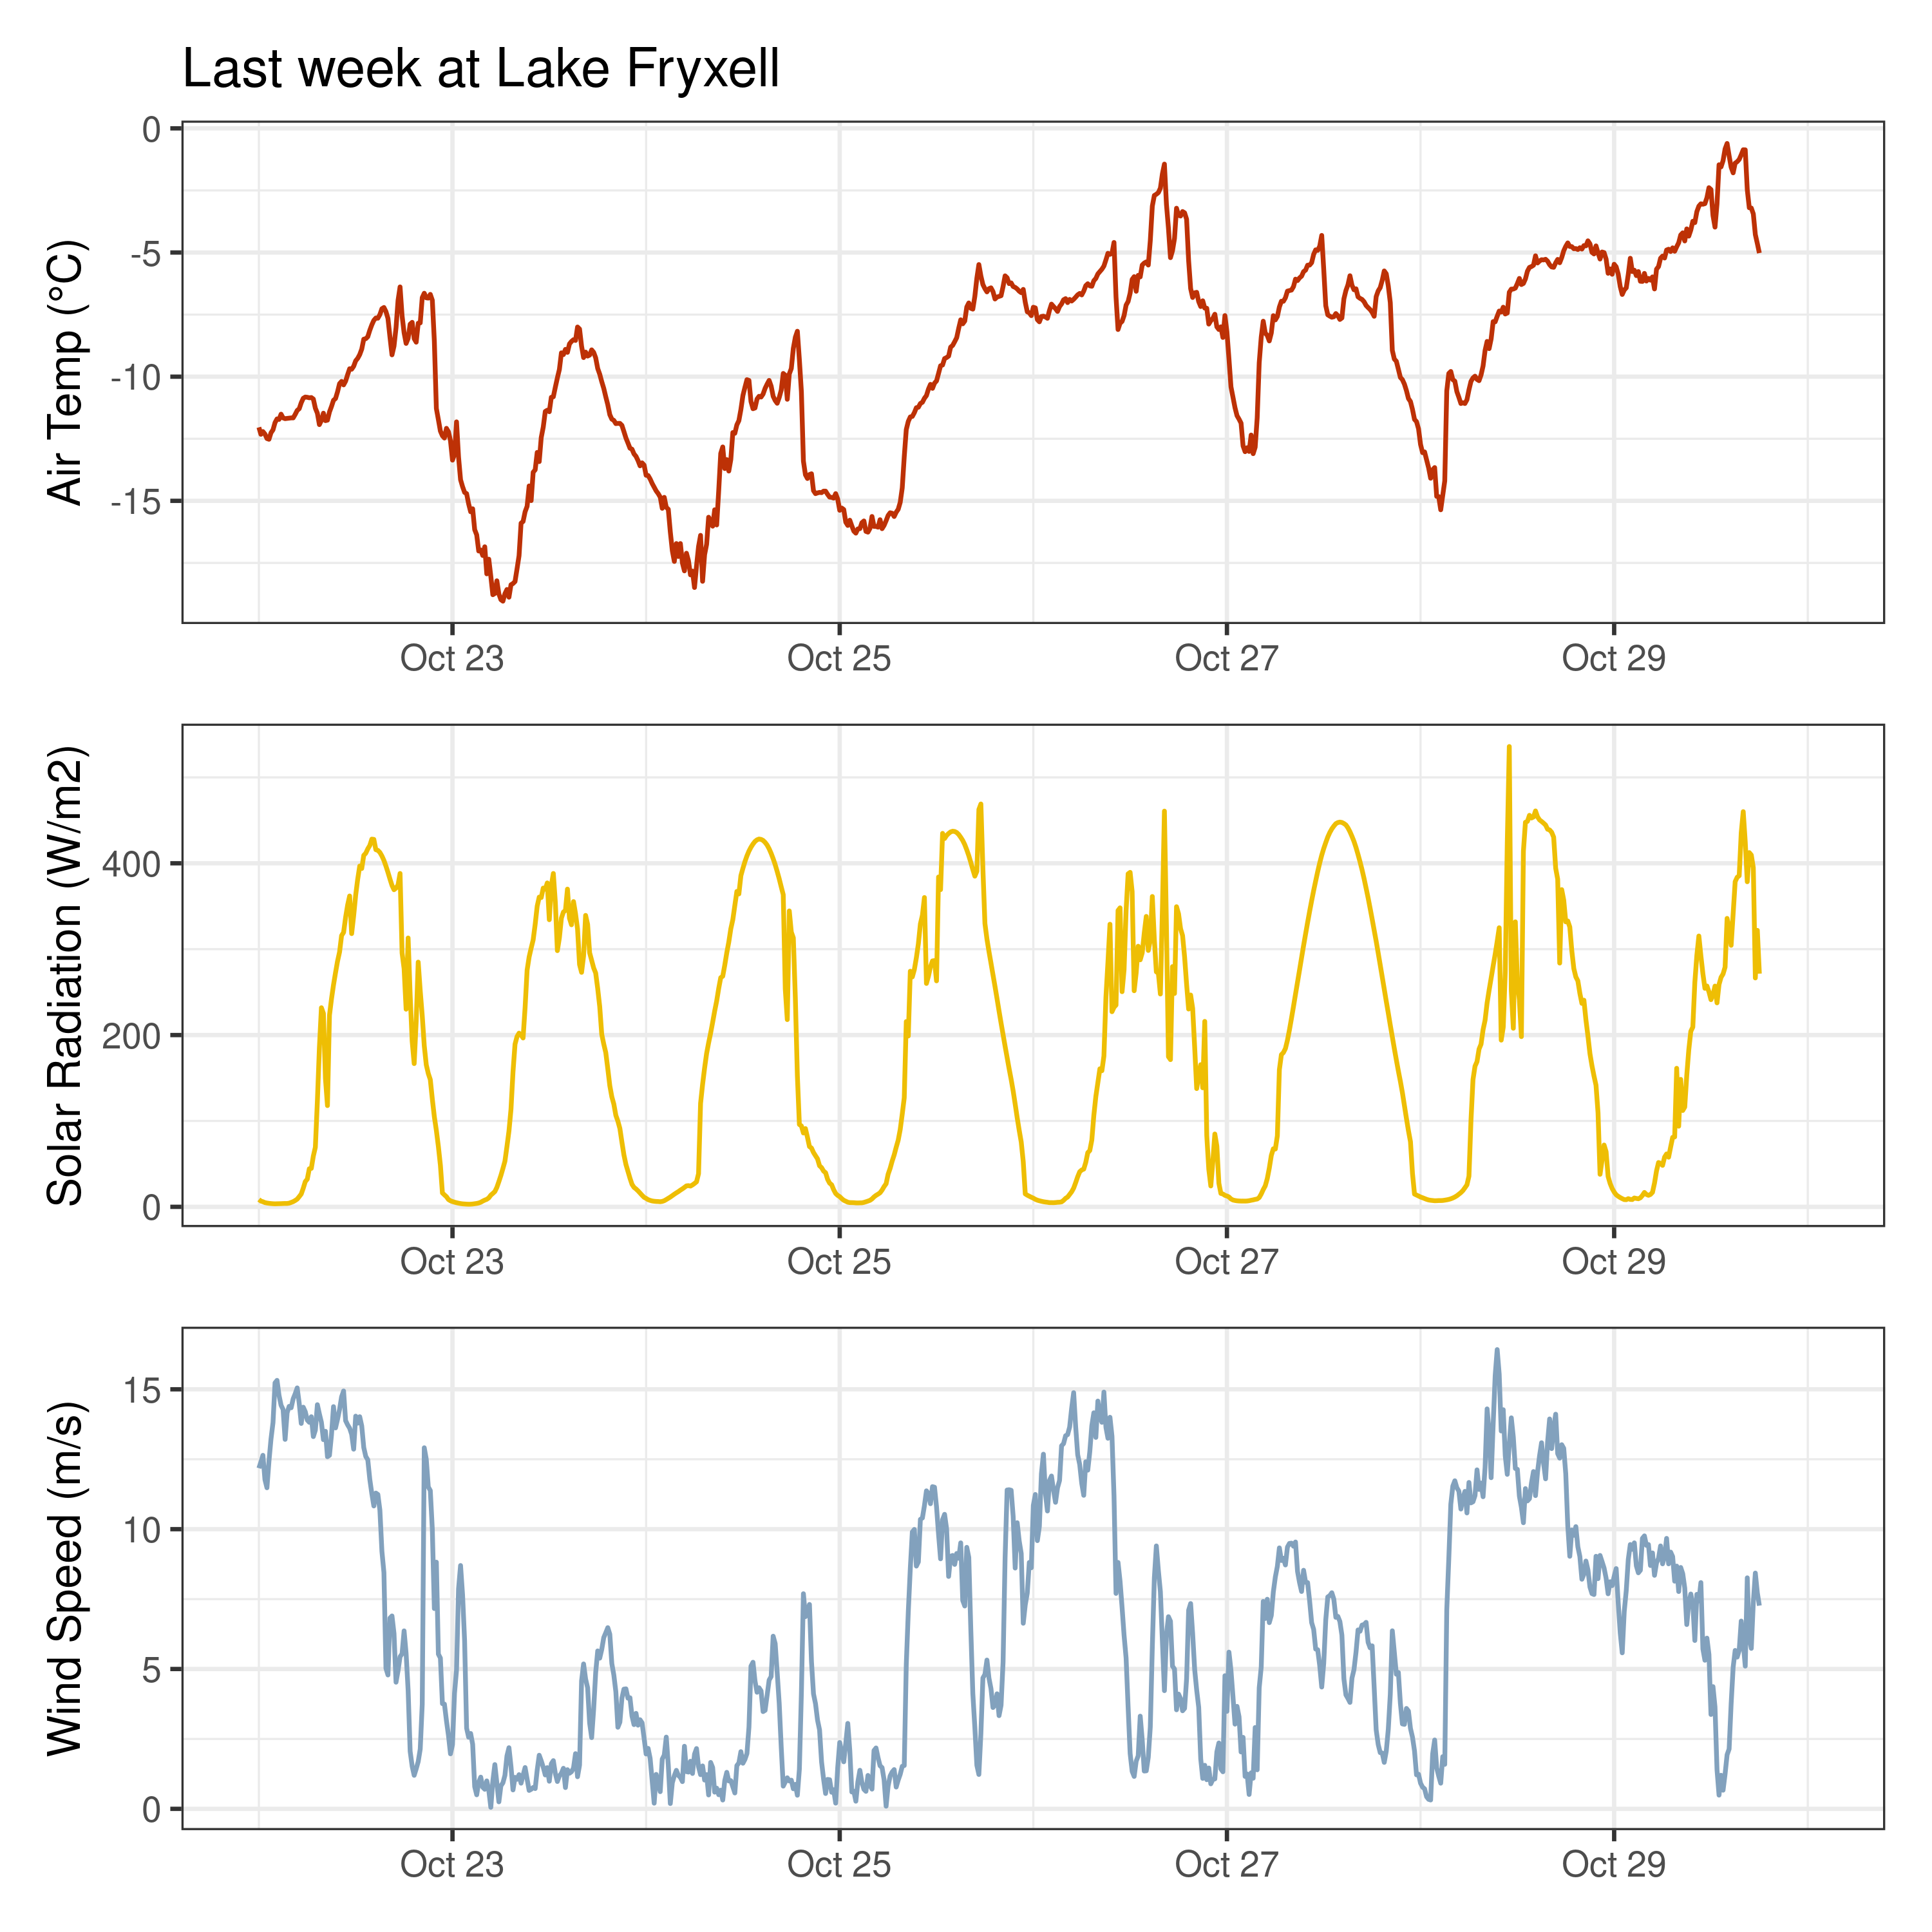 Last week at Lake Fryxell
Air Temp (°C)
0
-5
-10
-15
Oct 23 Oct 25 Oct 27 Oct 29
Solar Radiation (W/m2)
400
200
0
Oct 23 Oct 25 Oct 27 Oct 29
Wind Speed (m/s)
15
10
5
0
Oct 23 Oct 25 Oct 27 Oct 29